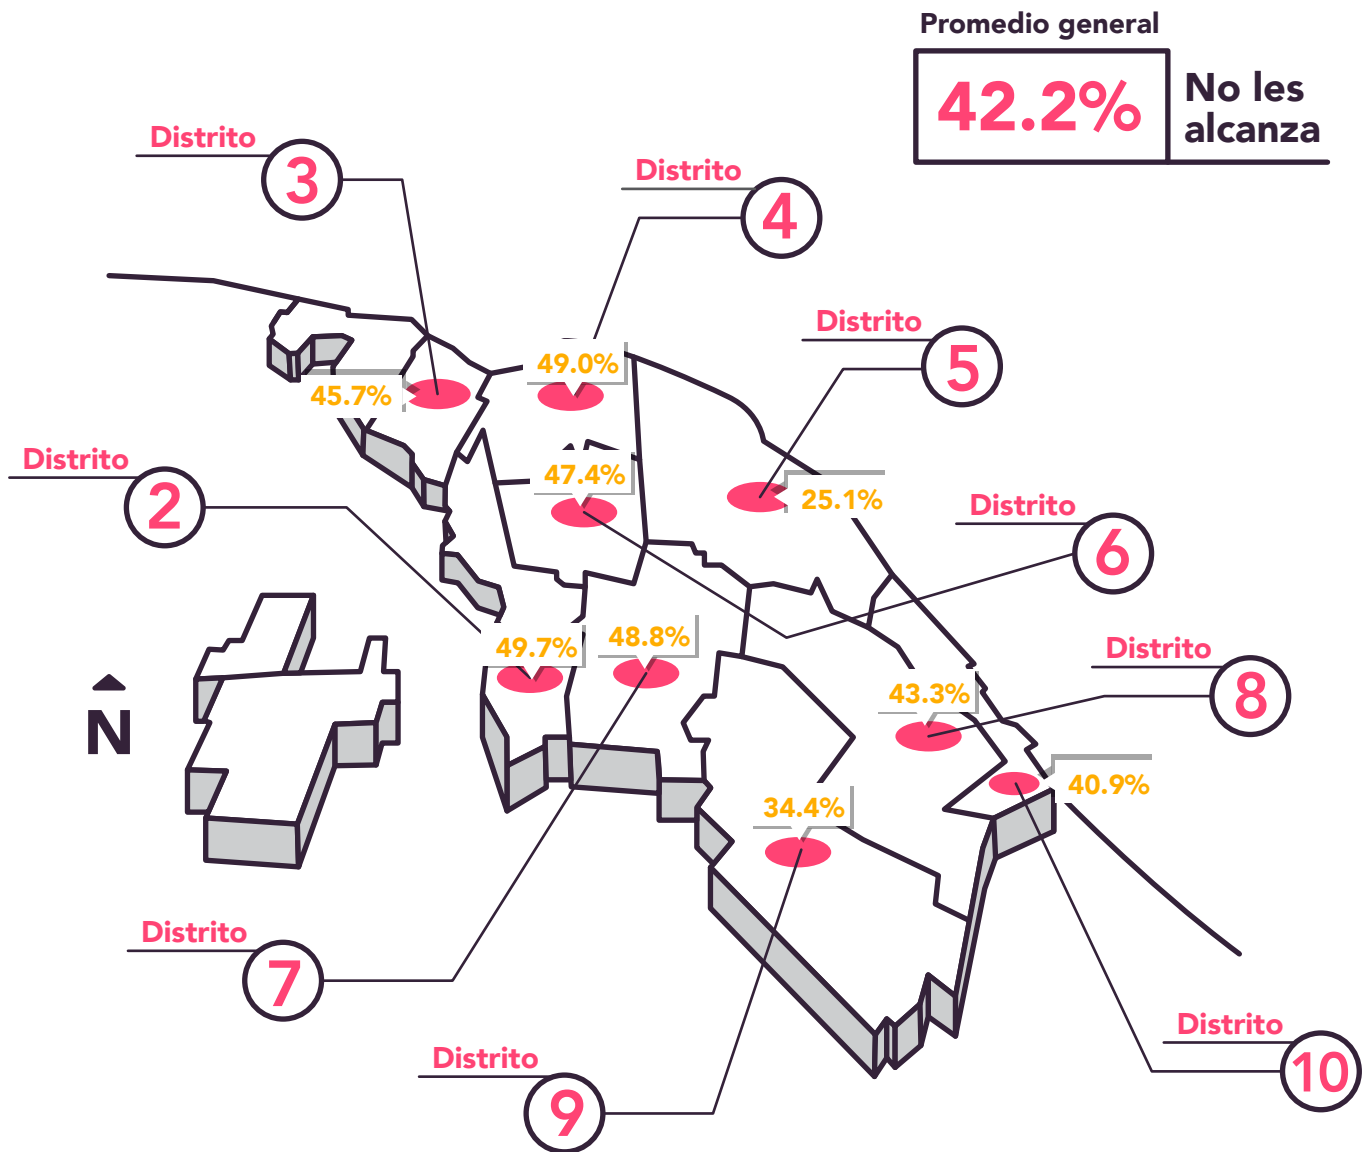 Promedio general
42.2%
No les
alcanza
Distrito
3
Distrito
4
Distrito
5
49.0%
45.7%
Distrito
2
47.4%
25.1%
Distrito
6
49.7%
48.8%
Distrito
8
43.3%
N
40.9%
34.4%
Distrito
7
Distrito
9
Distrito
10